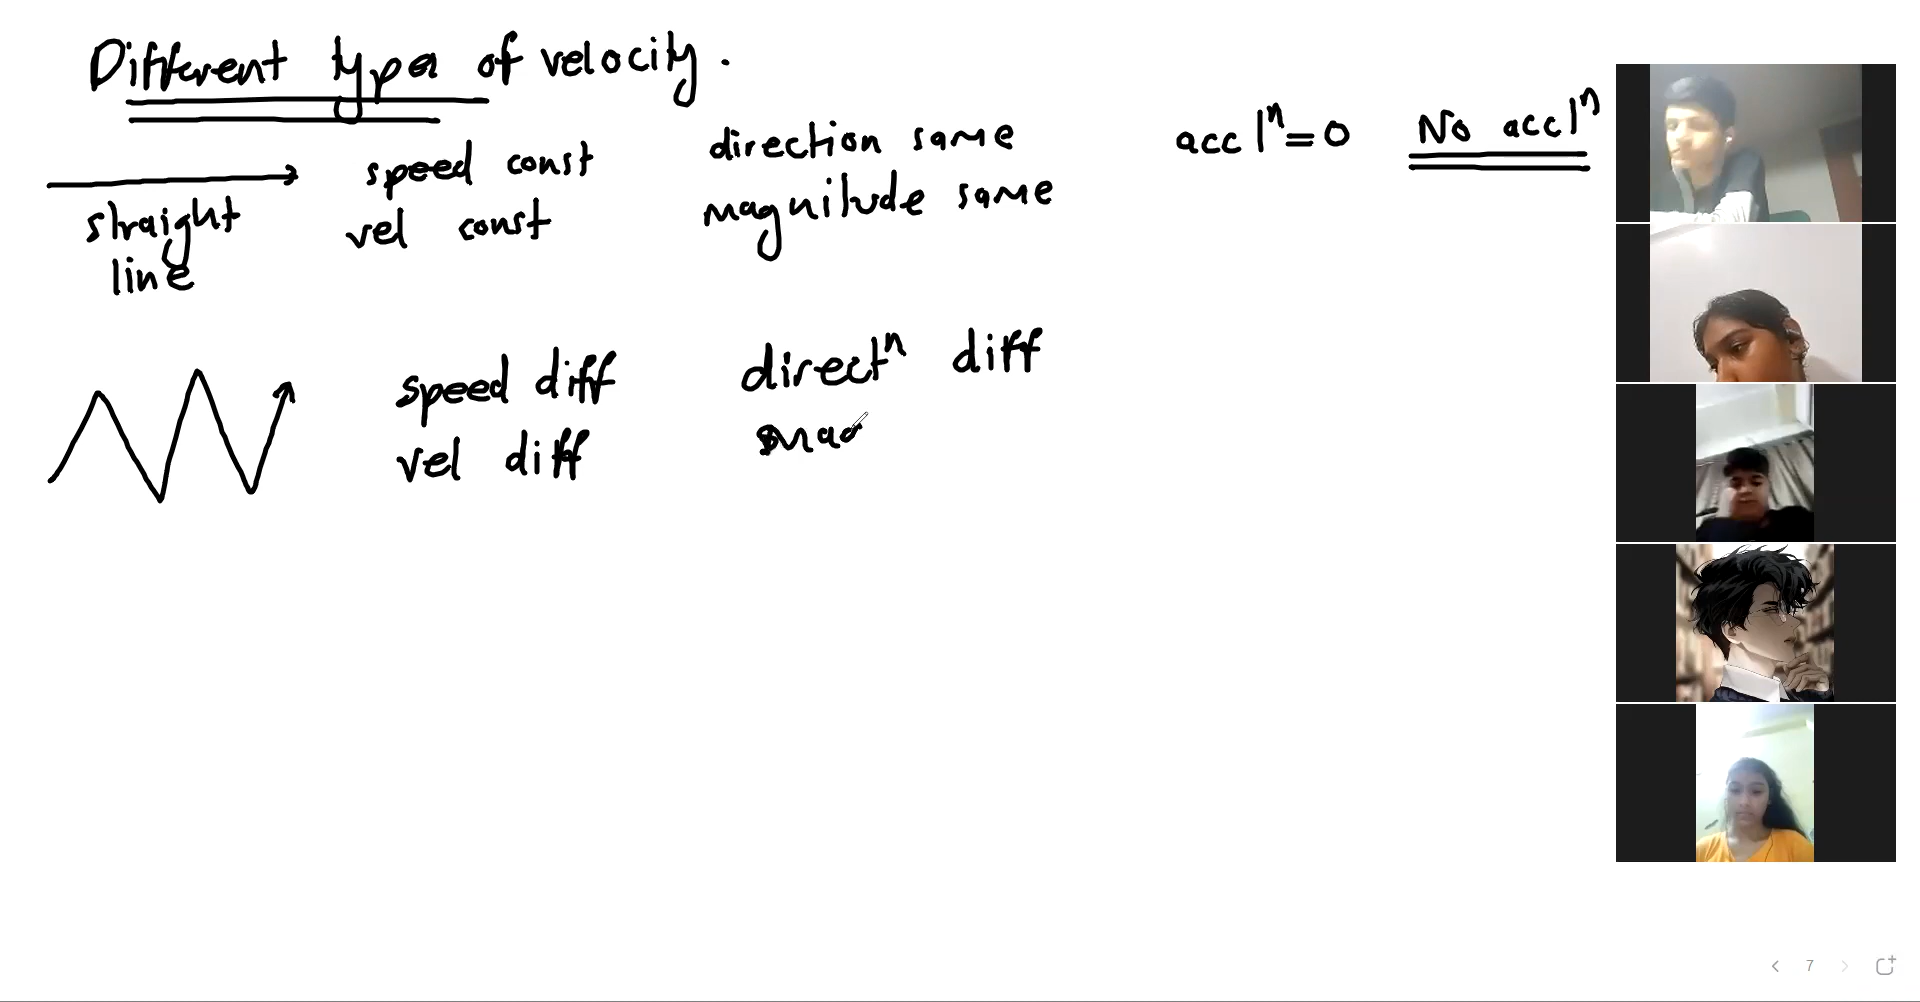 Different types of velocity.
straight
line
speed const
vel const
direction same
magnitude same
acclⁿ = 0
No acclⁿ
speed diff
vel diff
directⁿ diff
mag
7